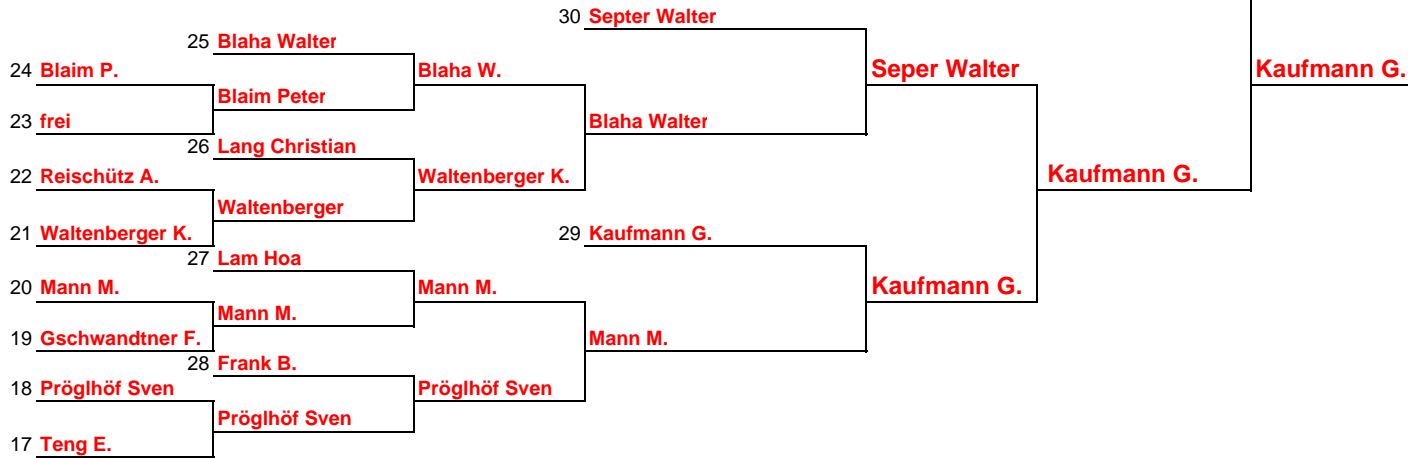 30 Septer Walter
25 Blaha Walter
24 Blaim P.
Blaha W.
Seper Walter
Kaufmann G.
Blaim Peter
23 frei
Blaha Walter
26 Lang Christian
22 Reischütz A.
Waltenberger K.
Kaufmann G.
Waltenberger
21 Waltenberger K.
29 Kaufmann G.
27 Lam Hoa
20 Mann M.
Mann M.
Kaufmann G.
Mann M.
19 Gschwandtner F.
Mann M.
28 Frank B.
18 Pröglhöf Sven
Pröglhöf Sven
Pröglhöf Sven
17 Teng E.